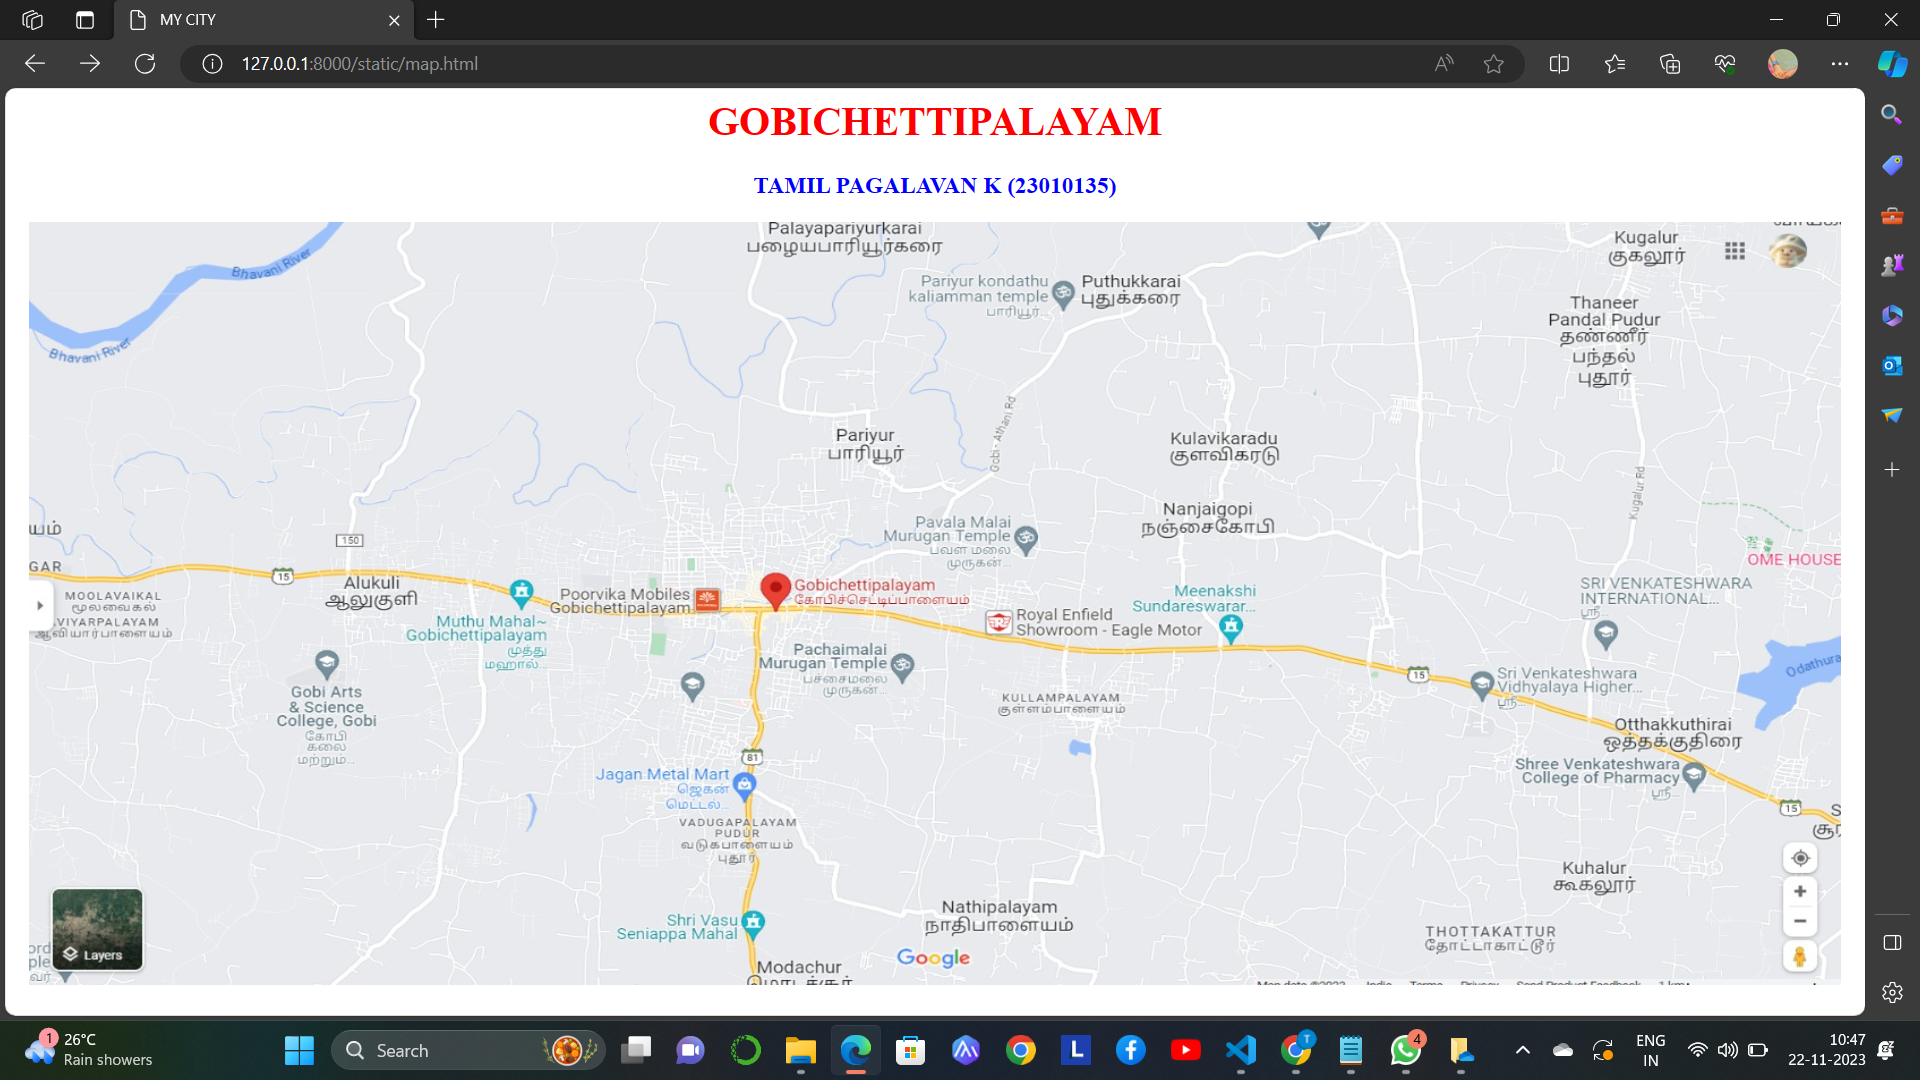 MY CITY
127.0.0.1:8000/static/map.html
GOBICHETTIPALAYAM
TAMIL PAGALAVAN K (23010135)
Palayapariyurkarai
பழையபாரியூர்கரை
Kugalur
குகலூர்
Bhavani River
Pariyur kondathu
kaliamman temple
பாரியூர்...
Puthukkarai
புதுக்கரை
Thaneer
Pandal Pudur
தண்ணீர்
பந்தல்
புதூர்
Bhavani River
Gobi - Athani Rd
Pariyur
பாரியூர்
Kulavikaradu
குளவிகரடு
Kugalur Rd
Nanjaigopi
நஞ்சைகோபி
Pavala Malai
Murugan Temple
பவள மலை
முருகன்...
150
OME HOUSE
GAR
15
Alukuli
ஆலுகுளி
MOOLAVAIKAL
மூலவைகல்
VIYARPALAYAM
ஆவியார்பாளையம்
Poorvika Mobiles
Gobichettipalayam
Gobichettipalayam
கோபிச்செட்டிப்பாளையம்
Meenakshi
Sundareswarar...
SRI VENKATESHWARA
INTERNATIONAL...
ஸ்ரீ...
Royal Enfield
Showroom - Eagle Motor
Muthu Mahal~
Gobichettipalayam
முத்து
மஹால்...
Pachaimalai
Murugan Temple
பச்சைமலை
முருகன்...
Gobi Arts
& Science
College, Gobi
கோபி
கலை
மற்றும்...
15
Sri Venkateshwara
Vidhyalaya Higher...
ஸ்ரீ...
Odathura
KULLAMPALAYAM
குள்ளம்பாளையம்
Otthakkuthirai
ஒத்தக்குதிரை
81
Shree Venkateshwara
College of Pharmacy
ஸ்ரீ...
Jagan Metal Mart
ஜெகன்
மெட்டல்...
15
VADUGAPALAYAM
PUDUR
வடுகபாளையம்
புதூர்
Kuhalur
கூகலூர்
Nathipalayam
நாதிபாளையம்
Shri Vasu
Seniappa Mahal
THOTTAKATTUR
தோட்டாகாட்டூர்
Layers
Google
Modachur
26°C
Rain showers
1
Search
L
T
4
ENG
IN
10:47
22-11-2023